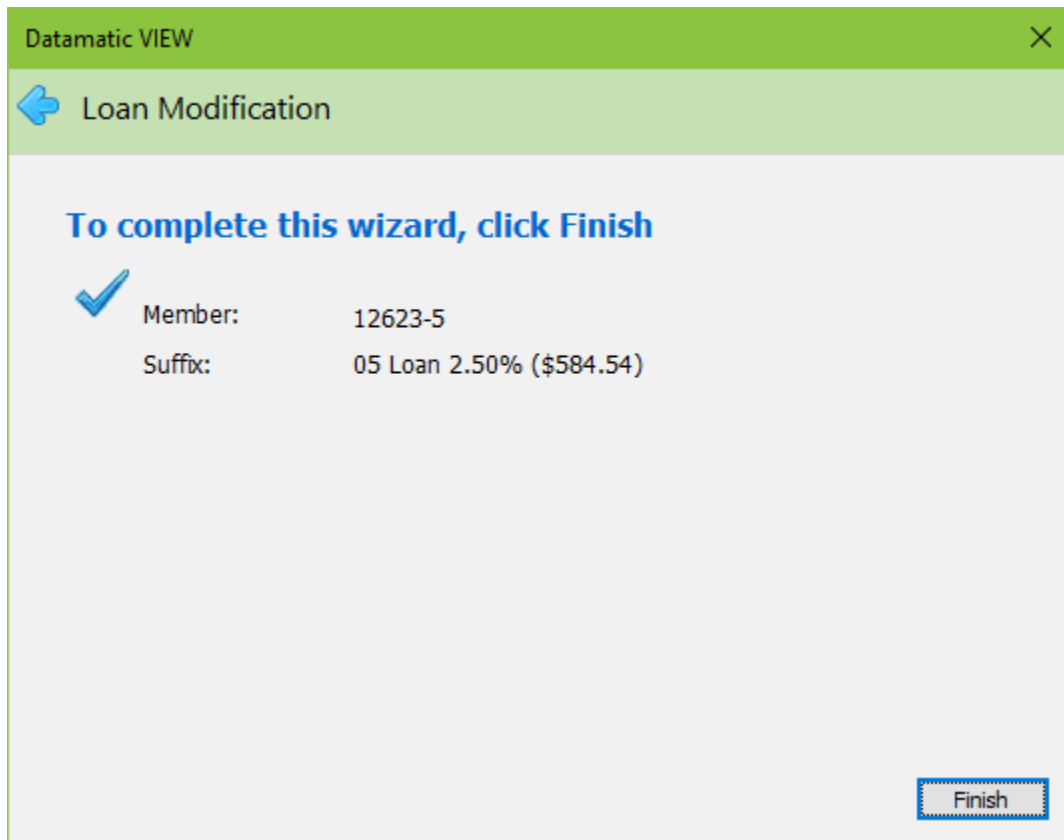 Datamatic VIEW
Loan Modification
To complete this wizard, click Finish
Member: 12623-5
Suffix: 05 Loan 2.50% ($584.54)
Finish